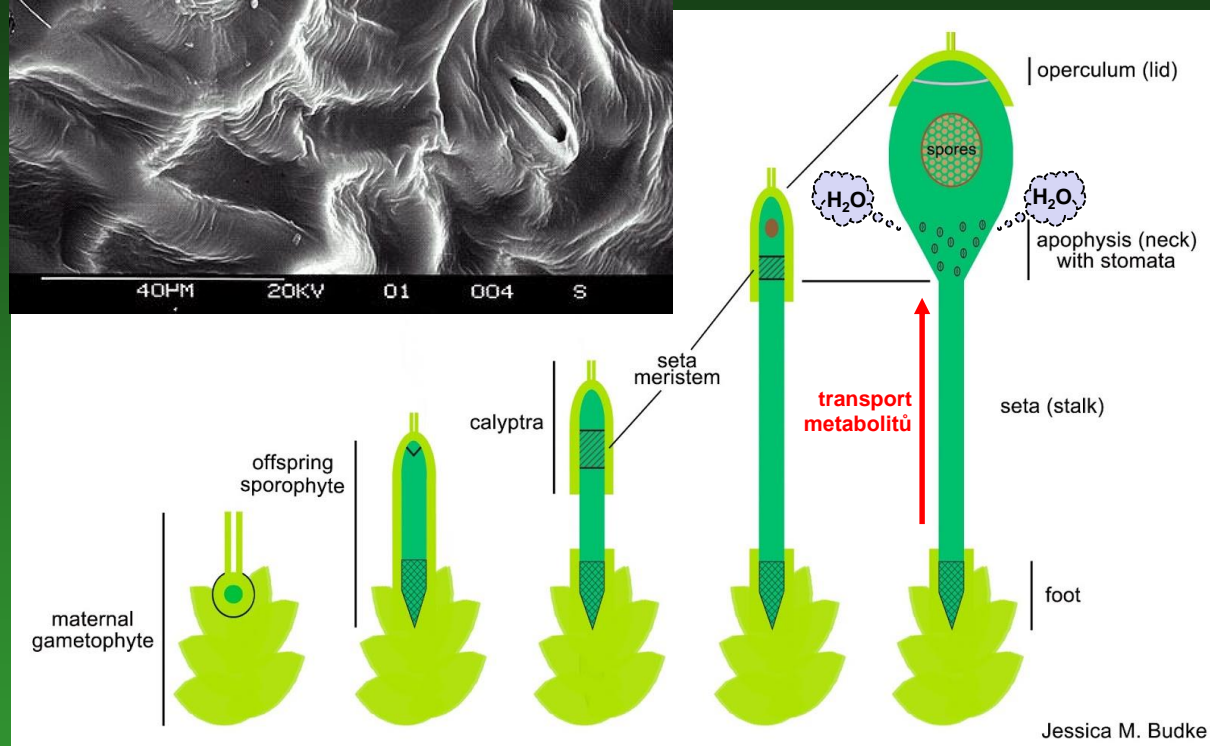 40µM 20KV 01 004 S
operculum (lid)
spores
H₂O
H₂O
apophysis (neck)
with stomata
seta
meristem
transport
metabolitů
seta (stalk)
calyptra
offspring
sporophyte
foot
maternal
gametophyte
Jessica M. Budke